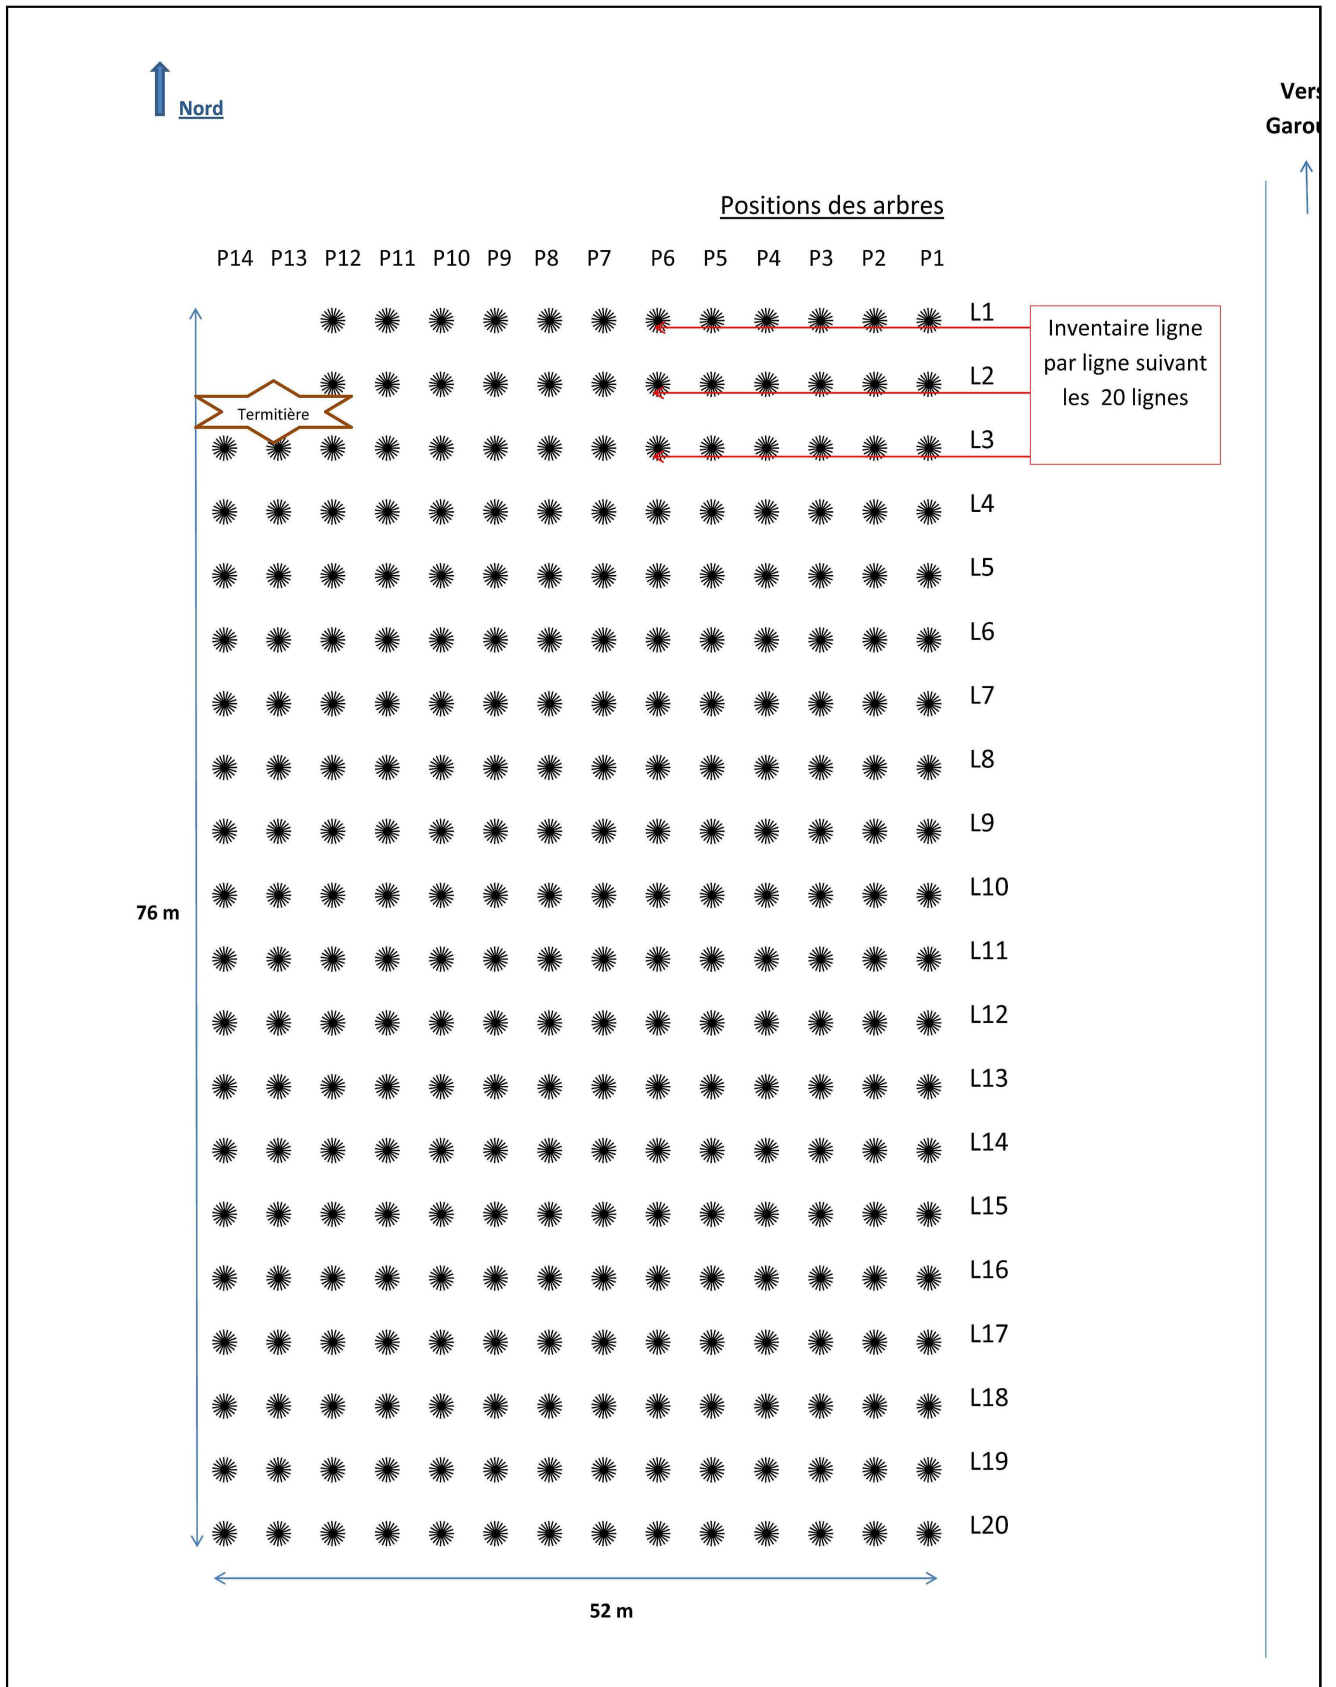 Nord
Vers
Positions des arbres
P14 P13 P12 P11 P10 P9 P8 P7 P6 P5 P4 P3 P2 P1
L1
Inventaire ligne
par ligne suivant
les 20 lignes
L2
Termitière
L3
L4
L5
L6
L7
L8
L9
L10
76 m
L11
L12
L13
L14
L15
L16
L17
L18
L19
L20
52 m